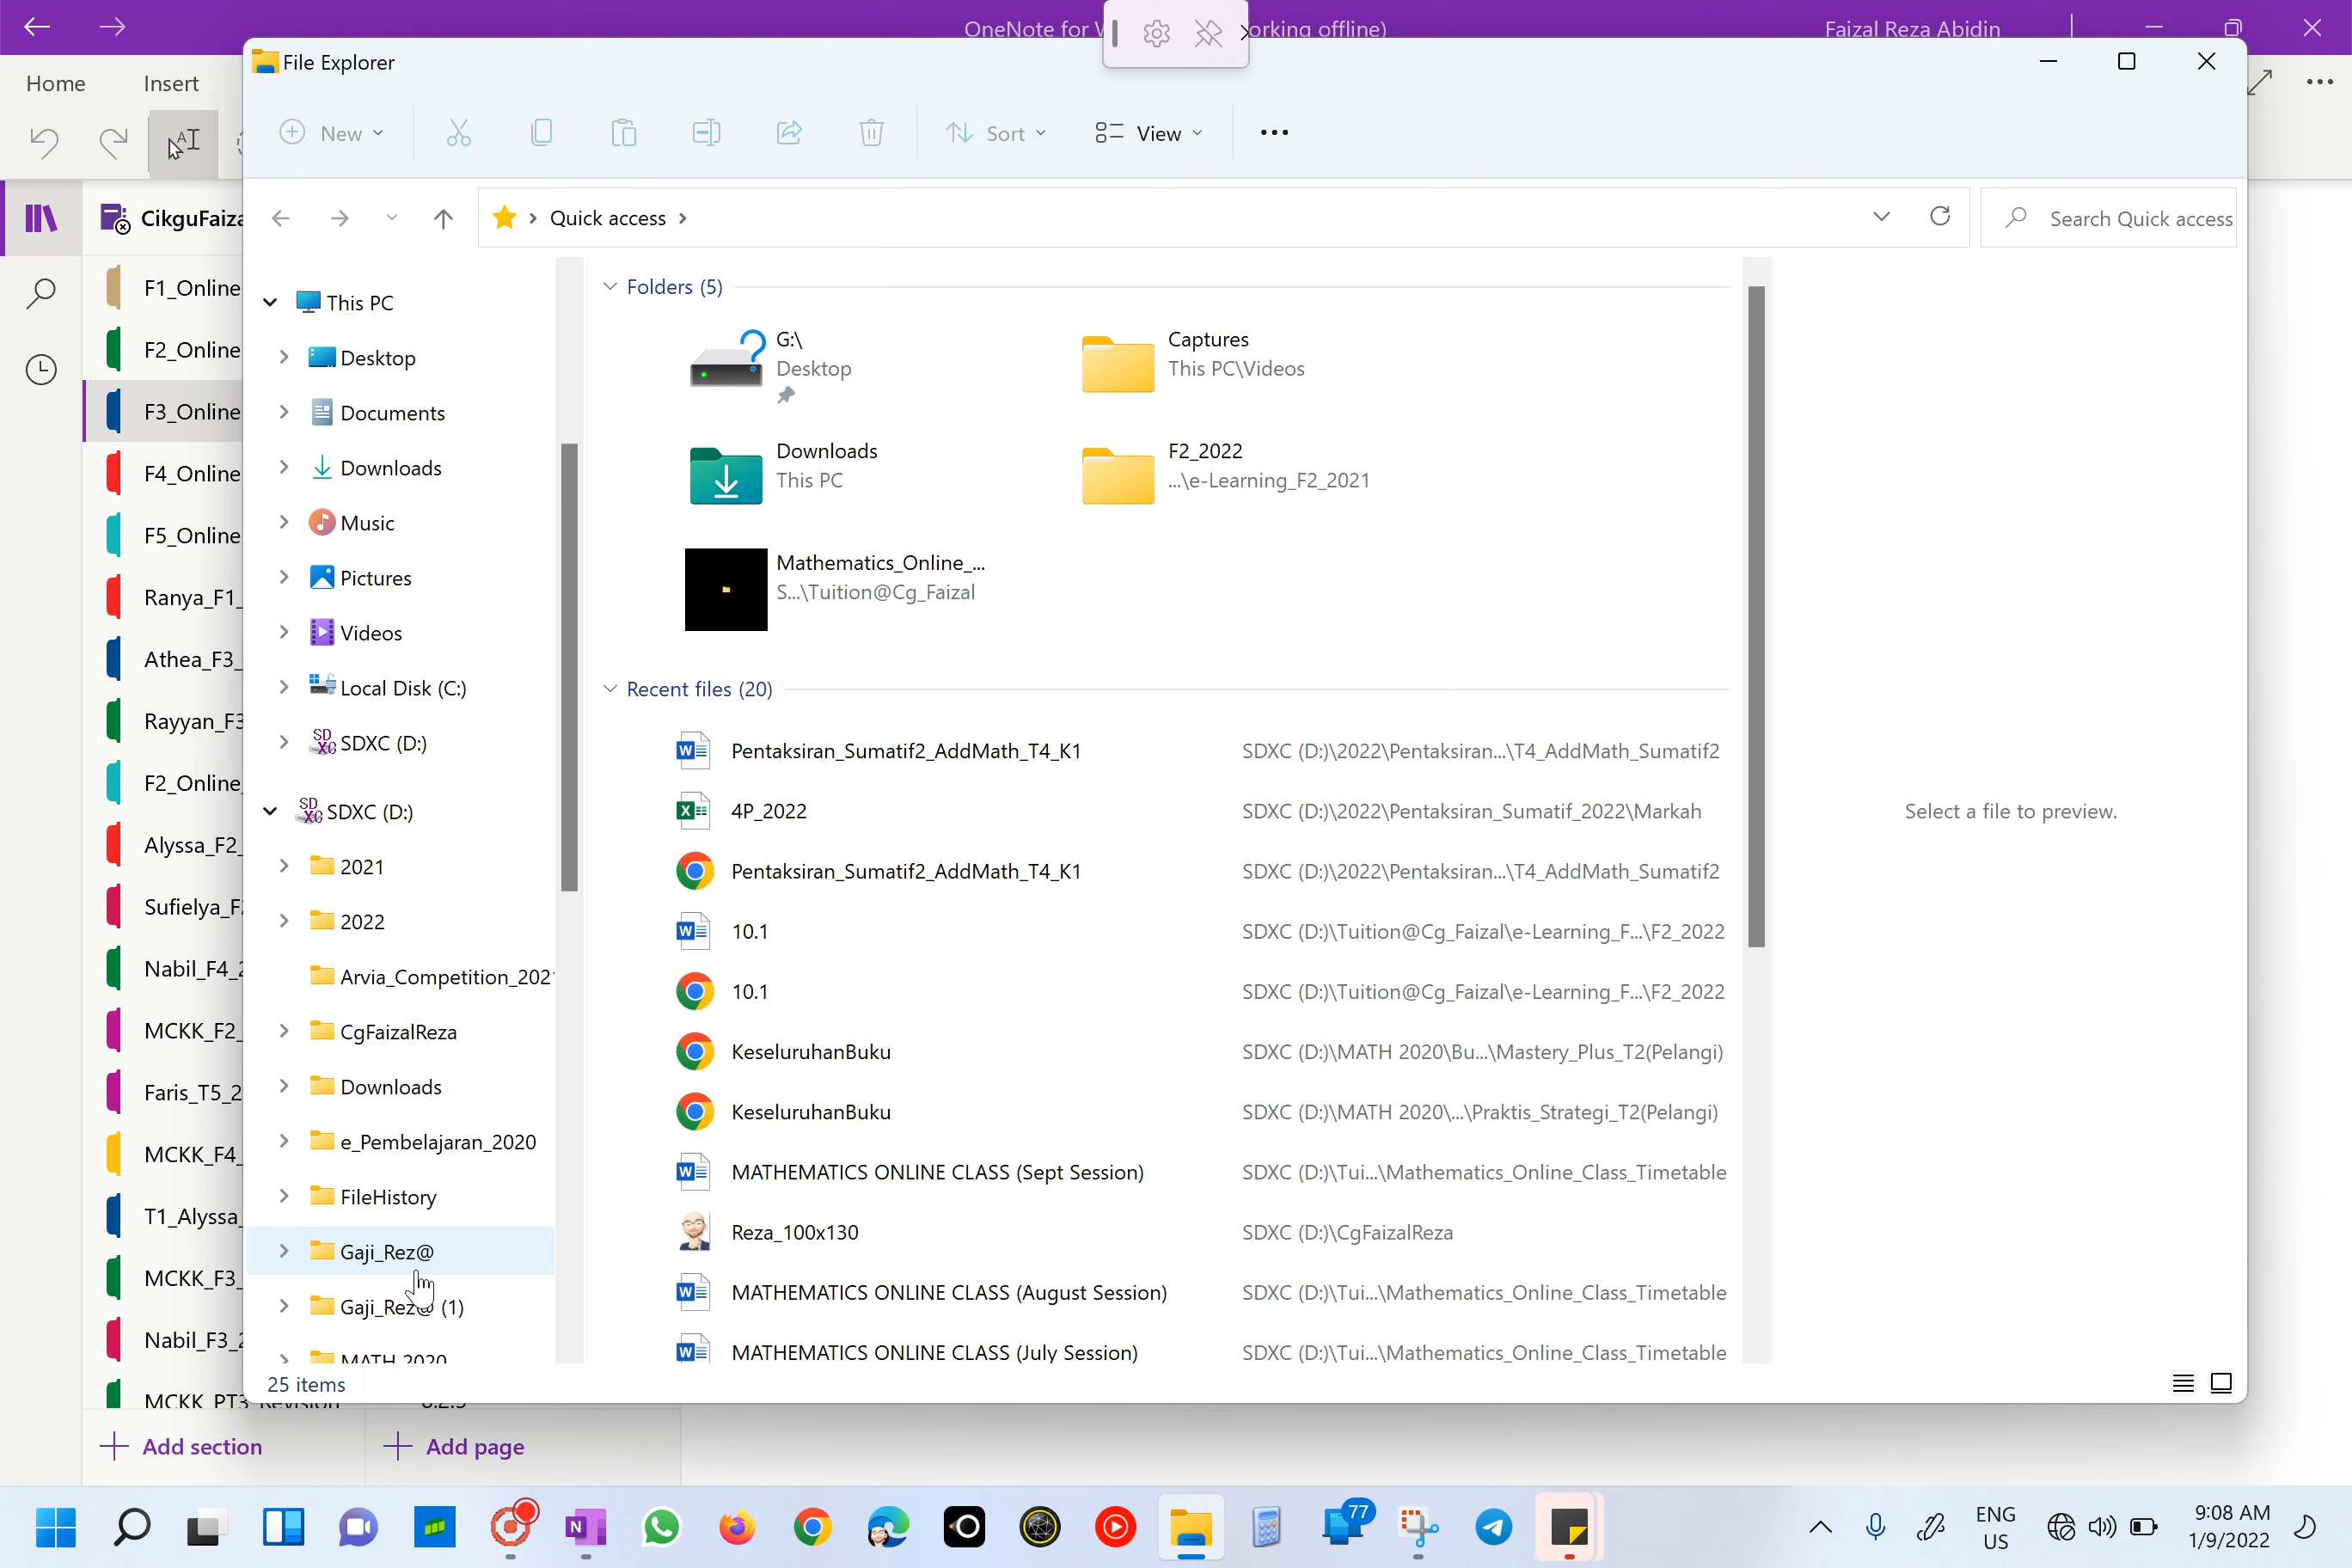 OneNote for
orking offline)
Faizal Reza Abidin
Home
Insert
File Explorer
New
Sort
View
Quick access
Search Quick access
CikguFaiza
F1_Online
F2_Online
F3_Online
F4_Online
F5_Online
Ranya_F1_
Athea_F3_
Rayyan_F3
F2_Online_
Alyssa_F2_
Sufielya_F
Nabil_F4_2
MCKK_F2_
Faris_T5_2
MCKK_F4_
T1_Alyssa_
MCKK_F3_
Nabil_F3_2
MCKK_PT3_Revision
Add section
Add page
This PC
Desktop
Documents
Downloads
Music
Pictures
Videos
Local Disk (C:)
SDXC (D:)
SDXC (D:)
2021
2022
Arvia_Competition_202
CgFaizalReza
Downloads
e_Pembelajaran_2020
FileHistory
Gaji_Rez@
Gaji_Rez@ (1)
MATH 2020
25 items
Folders (5)
G:\
Desktop
Captures
This PC\Videos
Downloads
This PC
F2_2022
...\e-Learning_F2_2021
Mathematics_Online_...
S...\Tuition@Cg_Faizal
Recent files (20)
Pentaksiran_Sumatif2_AddMath_T4_K1 SDXC (D:)\2022\Pentaksiran...\T4_AddMath_Sumatif2
4P_2022 SDXC (D:)\2022\Pentaksiran_Sumatif_2022\Markah
Pentaksiran_Sumatif2_AddMath_T4_K1 SDXC (D:)\2022\Pentaksiran...\T4_AddMath_Sumatif2
10.1 SDXC (D:)\Tuition@Cg_Faizal\e-Learning_F...\F2_2022
10.1 SDXC (D:)\Tuition@Cg_Faizal\e-Learning_F...\F2_2022
KeseluruhanBuku SDXC (D:)\MATH 2020\Bu...\Mastery_Plus_T2(Pelangi)
KeseluruhanBuku SDXC (D:)\MATH 2020\...\Praktis_Strategi_T2(Pelangi)
MATHEMATICS ONLINE CLASS (Sept Session) SDXC (D:)\Tui...\Mathematics_Online_Class_Timetable
Reza_100x130 SDXC (D:)\CgFaizalReza
MATHEMATICS ONLINE CLASS (August Session) SDXC (D:)\Tui...\Mathematics_Online_Class_Timetable
MATHEMATICS ONLINE CLASS (July Session) SDXC (D:)\Tui...\Mathematics_Online_Class_Timetable
Select a file to preview.
77
ENG
US
9:08 AM
1/9/2022